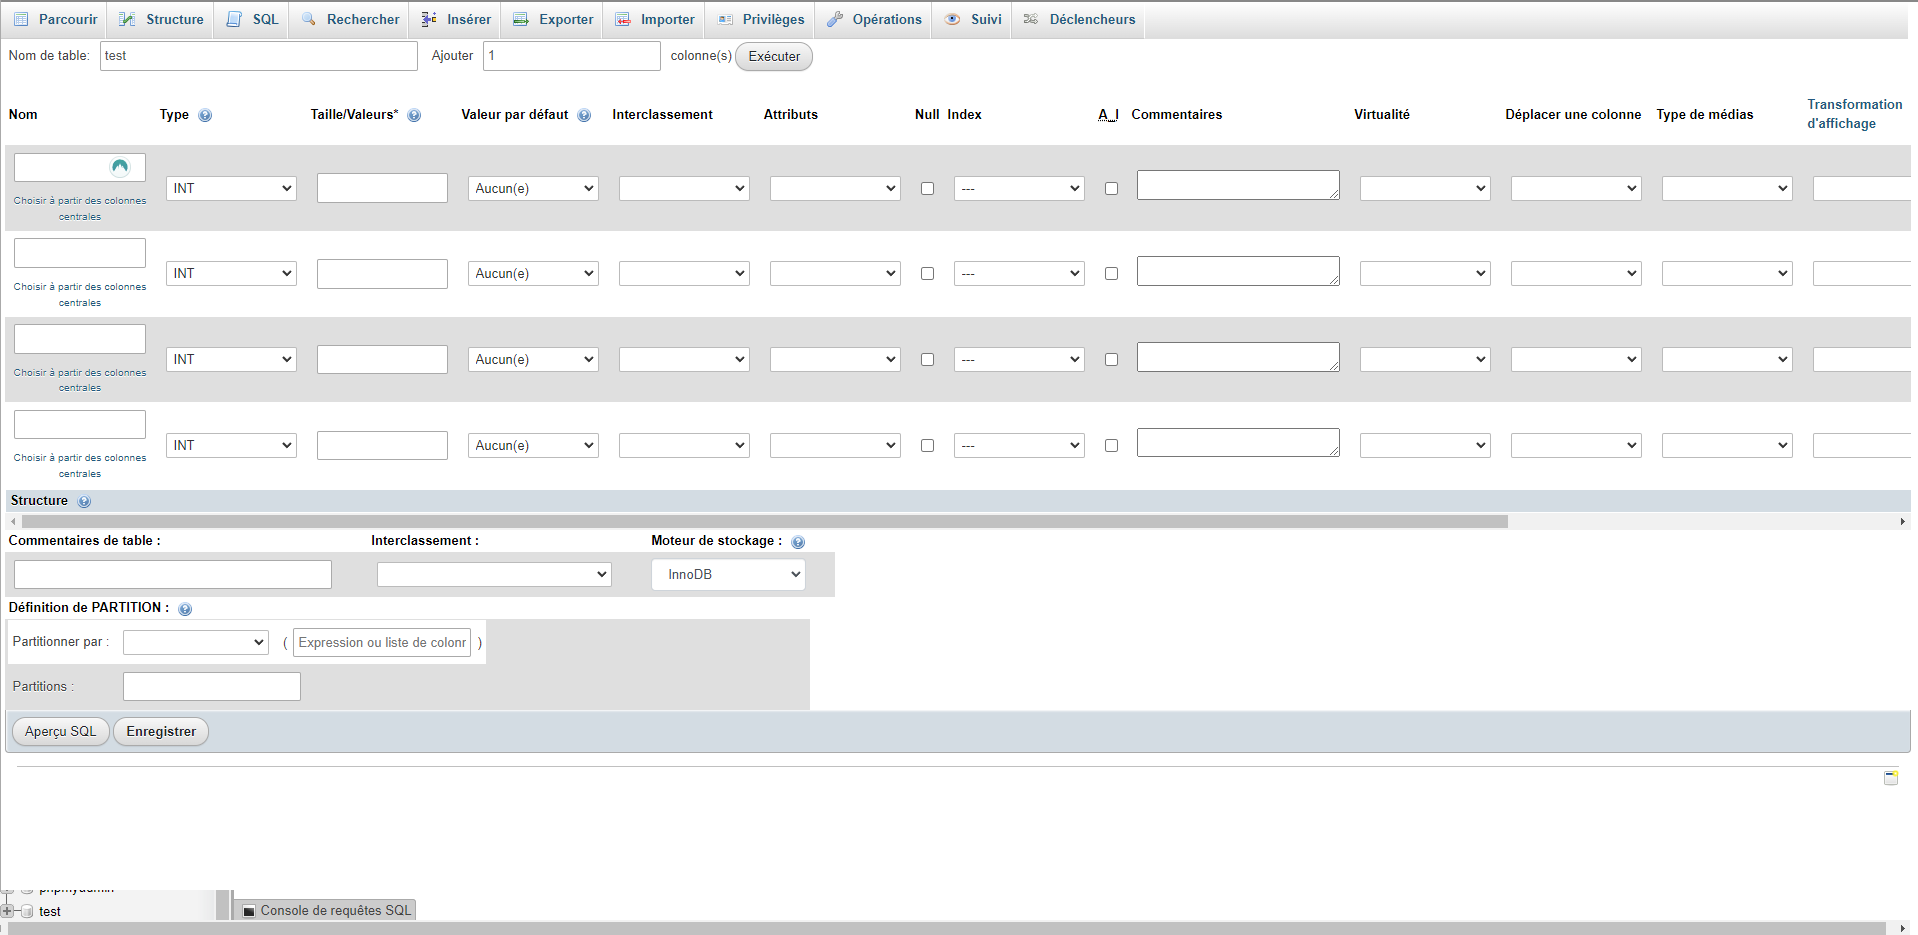 Parcourir Structure SQL Rechercher Insérer Exporter Importer Privilèges Opérations Suivi Déclencheurs
Nom de table: test Ajouter 1 colonne(s) Exécuter
Nom Type Taille/Valeurs* Valeur par défaut Interclassement Attributs Null Index A_I Commentaires Virtualité Déplacer une colonne Type de médias Transformation
d'affichage
INT Aucun(e) ---
Choisir à partir des colonnes
centrales
INT Aucun(e) ---
Choisir à partir des colonnes
centrales
INT Aucun(e) ---
Choisir à partir des colonnes
centrales
INT Aucun(e) ---
Choisir à partir des colonnes
centrales
Structure
Commentaires de table : Interclassement : Moteur de stockage :
InnoDB
Définition de PARTITION :
Partitionner par : ( Expression ou liste de colonr )
Partitions :
Aperçu SQL Enregistrer
phpmyadmin
test Console de requêtes SQL